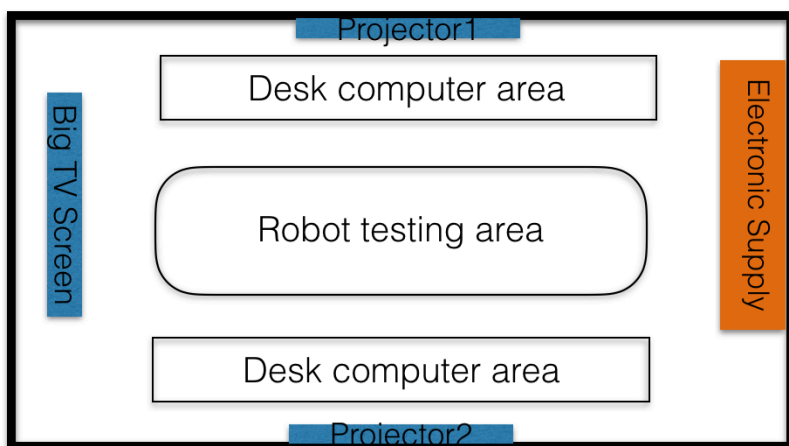 Projector1
Desk computer area
Big TV Screen
Electronic Supply
Robot testing area
Desk computer area
Projector2